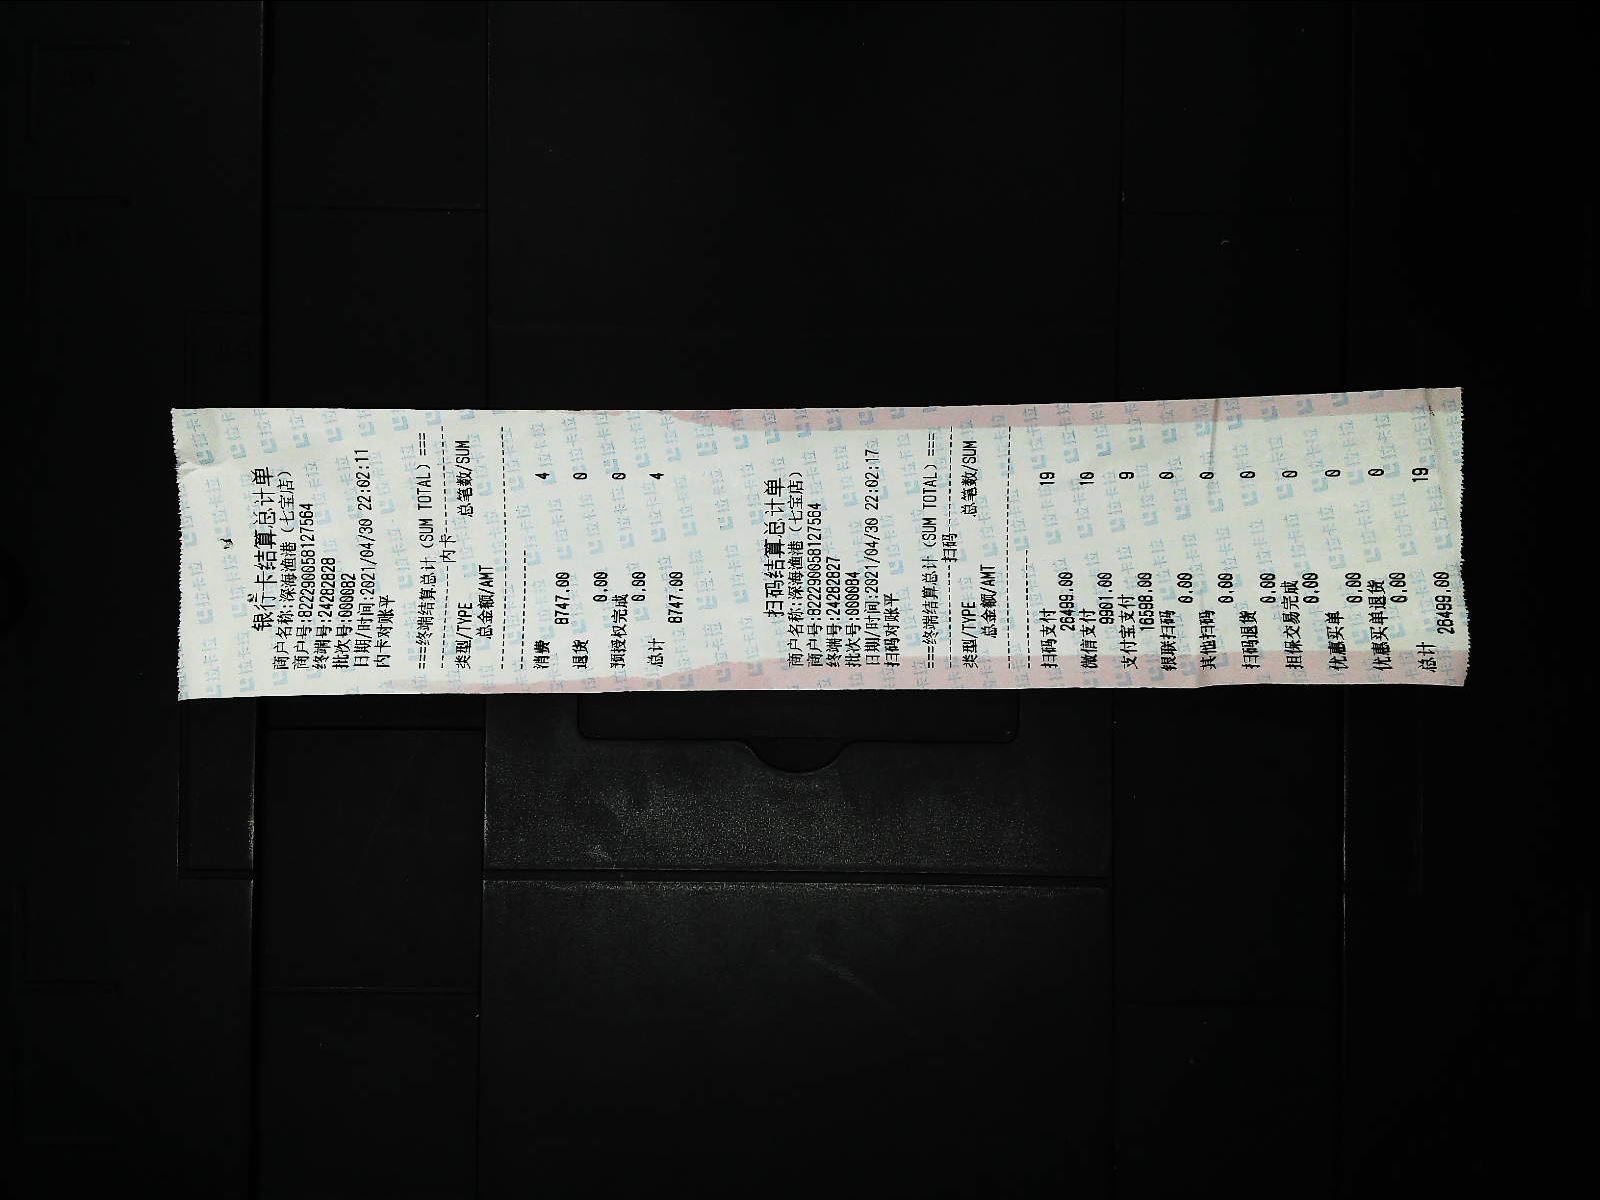 银行卡结算总计单
商户名称:深海渔港（七宝店）
商户号:822290058127564
终端号:24282828
批次号:000082
日期/时间:2021/04/30 22:02:11
内卡对账平
===终端结算总计（SUM TOTAL）===
内卡
类型/TYPE 总笔数/SUM
总金额/AMT
消费 4
8747.00
退货 0
0.00
预授权完成 0
0.00
总计 4
8747.00
扫码结算总计单
商户名称:深海渔港（七宝店）
商户号:822290058127564
终端号:24282827
批次号:000084
日期/时间:2021/04/30 22:02:17
扫码对账平
===终端结算总计（SUM TOTAL）===
扫码
类型/TYPE 总笔数/SUM
总金额/AMT
扫码支付 19
26499.00
微信支付 10
9901.00
支付宝支付 9
16598.00
银联扫码 0
0.00
其他扫码 0
0.00
扫码退货 0
0.00
担保交易完成 0
0.00
优惠买单 0
0.00
优惠买单退货 0
0.00
总计 19
26499.00